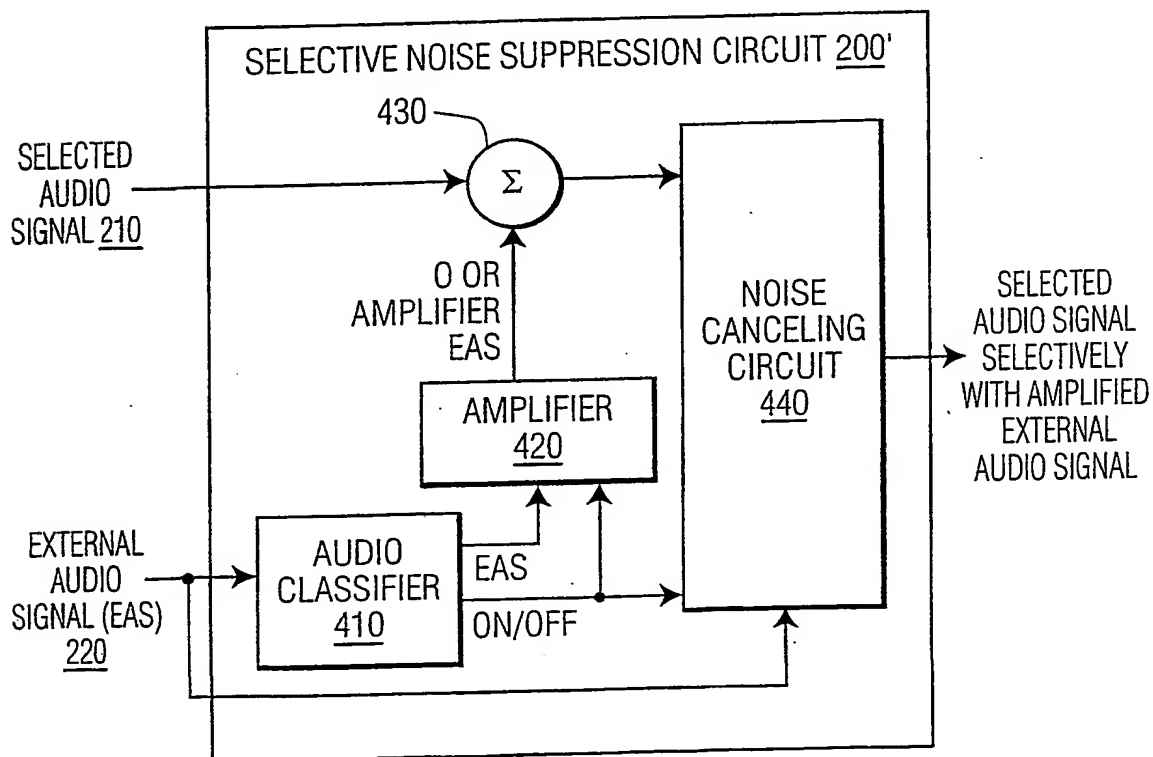 SELECTIVE NOISE SUPPRESSION CIRCUIT 200'
430
SELECTED
AUDIO
SIGNAL 210
Σ
O OR
AMPLIFIER
EAS
NOISE
CANCELING
CIRCUIT
440
SELECTED
AUDIO SIGNAL
SELECTIVELY
WITH AMPLIFIED
EXTERNAL
AUDIO SIGNAL
AMPLIFIER
420
EXTERNAL
AUDIO
SIGNAL (EAS)
220
AUDIO
CLASSIFIER
410
EAS
ON/OFF